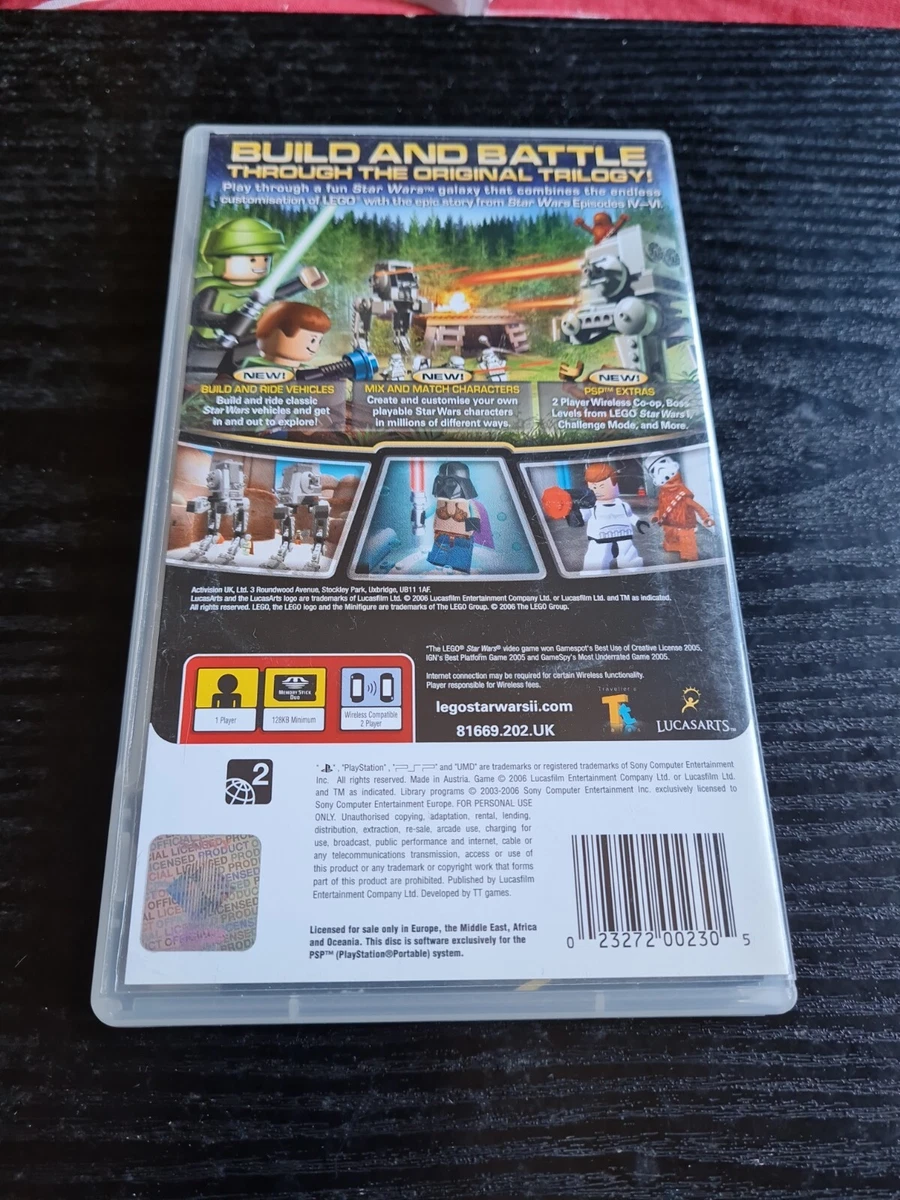 BUILD AND BATTLE
THROUGH THE ORIGINAL TRILOGY!
Play through a fun Star Wars™ galaxy that combines the endless
customisation of LEGO® with the epic story from Star Wars Episodes IV–VI.
NEW!
BUILD AND RIDE VEHICLES
Build and ride classic
Star Wars vehicles and get
in and out to explore!
NEW!
MIX AND MATCH CHARACTERS
Create and customise your own
playable Star Wars characters
in millions of different ways.
NEW!
PSP™ EXTRAS
2 Player Wireless Co-op, Boss
Levels from LEGO Star Wars I,
Challenge Mode, and More.
Activision UK, Ltd. 3 Roundwood Avenue, Stockley Park, Uxbridge, UB11 1AF.
LucasArts and the LucasArts logo are trademarks of Lucasfilm Ltd. © 2006 Lucasfilm Entertainment Company Ltd. or Lucasfilm Ltd. and TM as indicated.
All rights reserved. LEGO, the LEGO logo and the Minifigure are trademarks of The LEGO Group. © 2006 The LEGO Group.
*The LEGO® Star Wars® video game won Gamespot's Best Use of Creative License 2005,
IGN's Best Platform Game 2005 and GameSpy's Most Underrated Game 2005.
Internet connection may be required for certain Wireless functionality.
Player responsible for Wireless fees.
1 Player
MEMORY STICK
DUO
128KB Minimum
Wireless Compatible
2 Player
legostarwarsii.com
81669.202.UK
Traveller's
Tt
LUCASARTS™
2
" ", "PlayStation", "PSP" and "UMD" are trademarks or registered trademarks of Sony Computer Entertainment
Inc. All rights reserved. Made in Austria. Game © 2006 Lucasfilm Entertainment Company Ltd. or Lucasfilm Ltd.
and TM as indicated. Library programs © 2003-2006 Sony Computer Entertainment Inc. exclusively licensed to
Sony Computer Entertainment Europe. FOR PERSONAL USE
ONLY. Unauthorised copying, adaptation, rental, lending,
distribution, extraction, re-sale, arcade use, charging for
use, broadcast, public performance and internet, cable or
any telecommunications transmission, access or use of
this product or any trademark or copyright work that forms
part of this product are prohibited. Published by Lucasfilm
Entertainment Company Ltd. Developed by TT games.
Licensed for sale only in Europe, the Middle East, Africa
and Oceania. This disc is software exclusively for the
PSP™ (PlayStation®Portable) system.
0 23272 00230 5